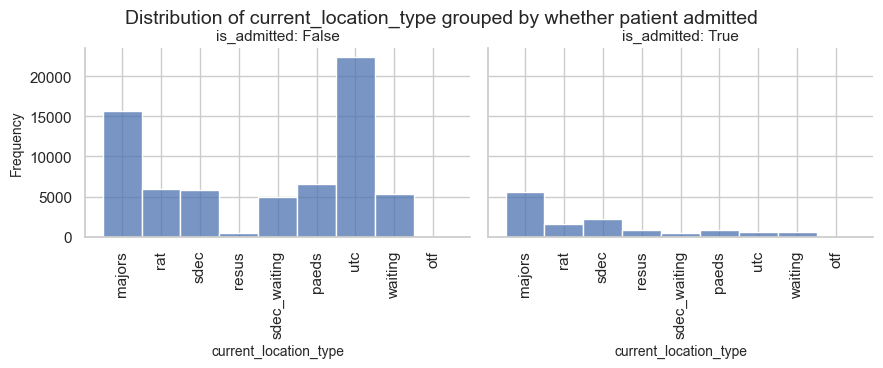 Distribution of current_location_type grouped by whether patient admitted
is_admitted: False
is_admitted: True
Frequency
20000
15000
10000
5000
0
majors
rat
sdec
resus
sdec_waiting
paeds
utc
waiting
otf
majors
rat
sdec
resus
sdec_waiting
paeds
utc
waiting
otf
current_location_type
current_location_type